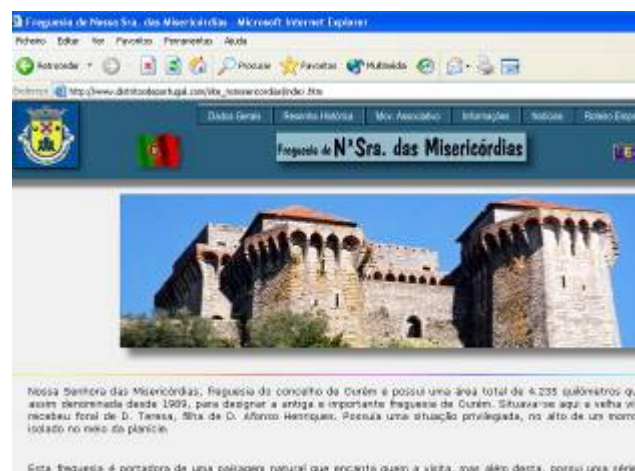 Freguesia de Nossa Sra. das Misericórdias - Microsoft Internet Explorer
Ficheiro Editar Ver Favoritos Ferramentas Ajuda
Retroceder Procurar Favoritos Multimédia
Endereço
Dados Gerais Resenha Histórica Mov. Associativo Informações Notícias Roteiro
Freguesia de Nª Sra. das Misericórdias
Nossa Senhora das Misericórdias, freguesia do concelho de Ourém e possui uma área total de 4.235 quilómetros
assim denominada desde 1989, para designar a antiga e importante freguesia de Ourém. Situava-se aqui a velha
recebeu foral de D. Teresa, filha de D. Afonso Henriques. Possuía uma situação privilegiada, no alto de um
isolado no meio da planície.
Esta freguesia é portadora de uma paisagem natural que encanta quem a visita, mas além desta, possui uma